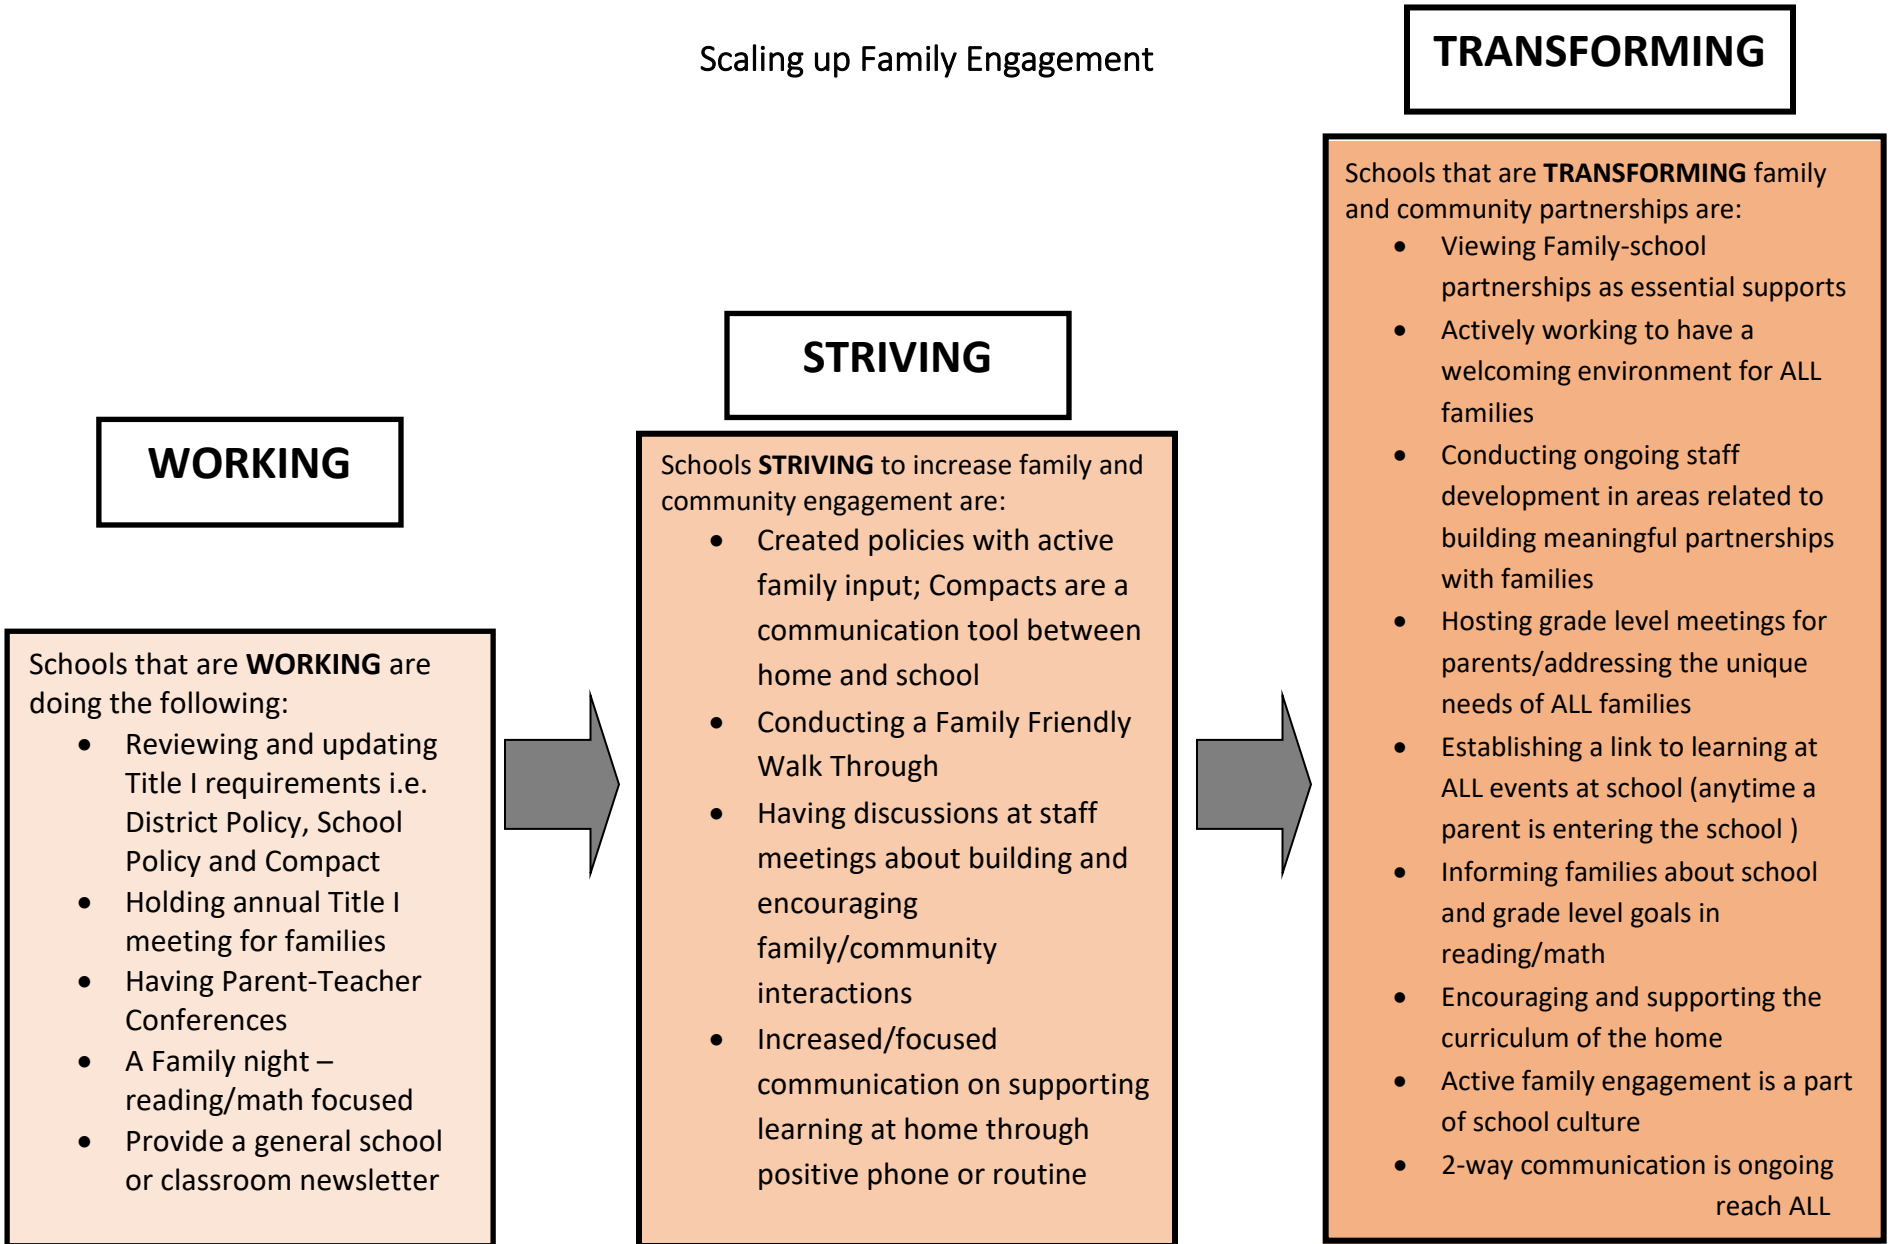 Scaling up Family Engagement
WORKING
Schools that are WORKING are
doing the following:
• Reviewing and updating
Title I requirements i.e.
District Policy, School
Policy and Compact
• Holding annual Title I
meeting for families
• Having Parent-Teacher
Conferences
• A Family night –
reading/math focused
• Provide a general school
or classroom newsletter
STRIVING
Schools STRIVING to increase family and
community engagement are:
• Created policies with active
family input; Compacts are a
communication tool between
home and school
• Conducting a Family Friendly
Walk Through
• Having discussions at staff
meetings about building and
encouraging
family/community
interactions
• Increased/focused
communication on supporting
learning at home through
positive phone or routine
TRANSFORMING
Schools that are TRANSFORMING family
and community partnerships are:
• Viewing Family-school
partnerships as essential supports
• Actively working to have a
welcoming environment for ALL
families
• Conducting ongoing staff
development in areas related to
building meaningful partnerships
with families
• Hosting grade level meetings for
parents/addressing the unique
needs of ALL families
• Establishing a link to learning at
ALL events at school (anytime a
parent is entering the school )
• Informing families about school
and grade level goals in
reading/math
• Encouraging and supporting the
curriculum of the home
• Active family engagement is a part
of school culture
• 2-way communication is ongoing
reach ALL